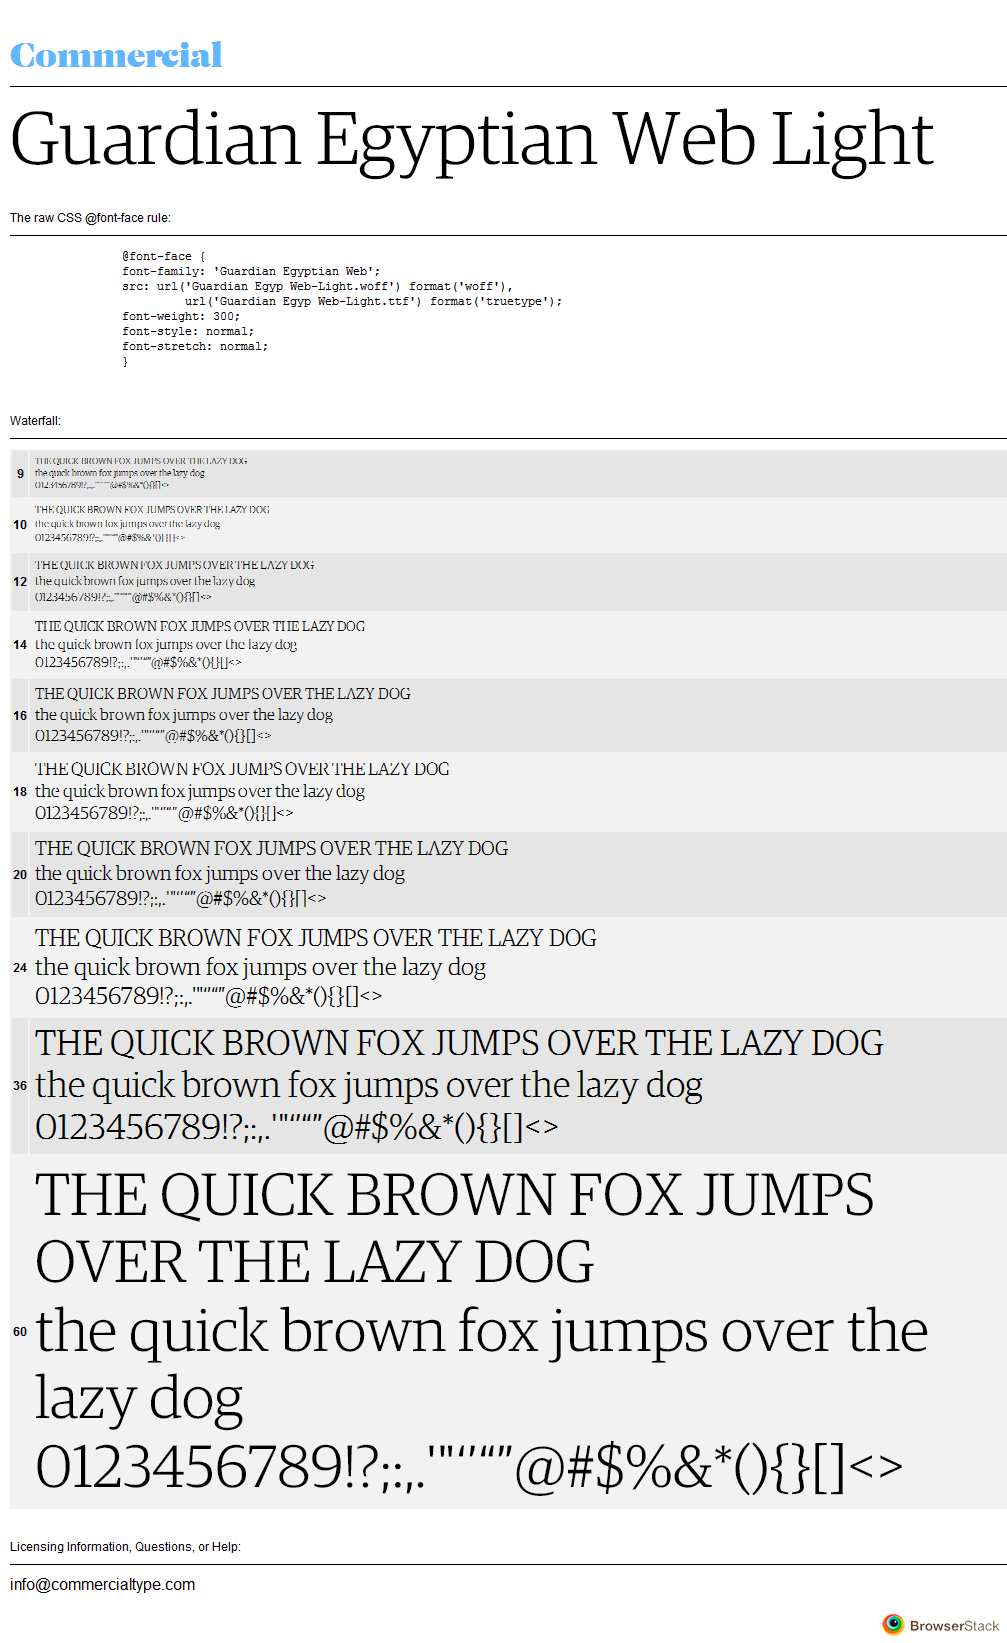 Commercial
Guardian Egyptian Web Light
The raw CSS @font-face rule:
@font-face {
font-family: 'Guardian Egyptian Web';
src: url('Guardian Egyp Web-Light.woff') format('woff'),
url('Guardian Egyp Web-Light.ttf') format('truetype');
font-weight: 300;
font-style: normal;
font-stretch: normal;
}
Waterfall:
THE QUICK BROWN FOX JUMPS OVER THE LAZY DOG
9 the quick brown fox jumps over the lazy dog
0123456789!?;:,.'"‘’“”@#$%&*(){}[]<>
THE QUICK BROWN FOX JUMPS OVER THE LAZY DOG
10 the quick brown fox jumps over the lazy dog
0123456789!?;:,.'"‘’“”@#$%&*(){}[]<>
THE QUICK BROWN FOX JUMPS OVER THE LAZY DOG
12 the quick brown fox jumps over the lazy dog
0123456789!?;:,.'"‘’“”@#$%&*(){}[]<>
THE QUICK BROWN FOX JUMPS OVER THE LAZY DOG
14 the quick brown fox jumps over the lazy dog
0123456789!?;:,.'"‘’“”@#$%&*(){}[]<>
THE QUICK BROWN FOX JUMPS OVER THE LAZY DOG
16 the quick brown fox jumps over the lazy dog
0123456789!?;:,.'"‘’“”@#$%&*(){}[]<>
THE QUICK BROWN FOX JUMPS OVER THE LAZY DOG
18 the quick brown fox jumps over the lazy dog
0123456789!?;:,.'"‘’“”@#$%&*(){}[]<>
THE QUICK BROWN FOX JUMPS OVER THE LAZY DOG
20 the quick brown fox jumps over the lazy dog
0123456789!?;:,.'"‘’“”@#$%&*(){}[]<>
THE QUICK BROWN FOX JUMPS OVER THE LAZY DOG
24 the quick brown fox jumps over the lazy dog
0123456789!?;:,.'"‘’“”@#$%&*(){}[]<>
THE QUICK BROWN FOX JUMPS OVER THE LAZY DOG
36 the quick brown fox jumps over the lazy dog
0123456789!?;:,.'"‘’“”@#$%&*(){}[]<>
THE QUICK BROWN FOX JUMPS
OVER THE LAZY DOG
60 the quick brown fox jumps over the
lazy dog
0123456789!?;:,.'"‘’“”@#$%&*(){}[]<>
Licensing Information, Questions, or Help:
info@commercialtype.com
BrowserStack